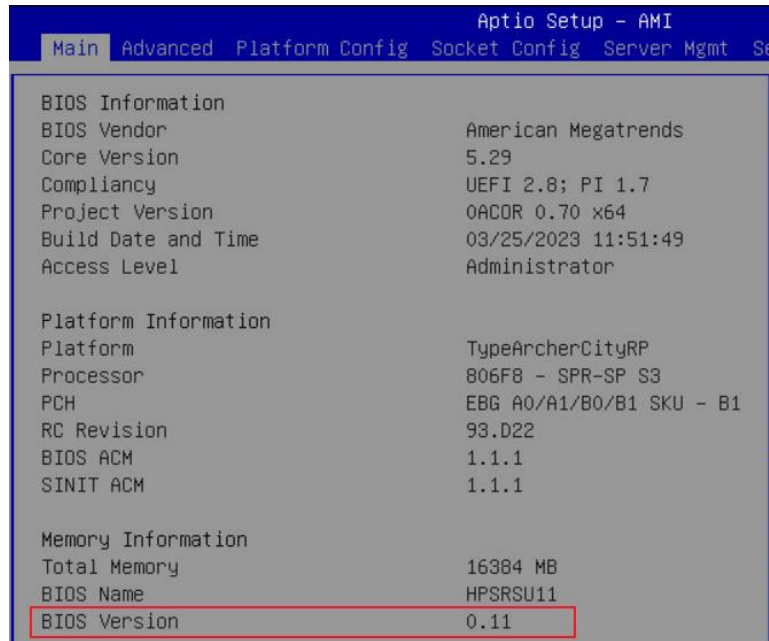 Aptio Setup – AMI
Main Advanced Platform Config Socket Config Server Mgmt Se
BIOS Information
BIOS Vendor American Megatrends
Core Version 5.29
Compliancy UEFI 2.8; PI 1.7
Project Version 0ACOR 0.70 x64
Build Date and Time 03/25/2023 11:51:49
Access Level Administrator
Platform Information
Platform TypeArcherCityRP
Processor 806F8 – SPR-SP S3
PCH EBG A0/A1/B0/B1 SKU – B1
RC Revision 93.D22
BIOS ACM 1.1.1
SINIT ACM 1.1.1
Memory Information
Total Memory 16384 MB
BIOS Name HPSRSU11
BIOS Version 0.11